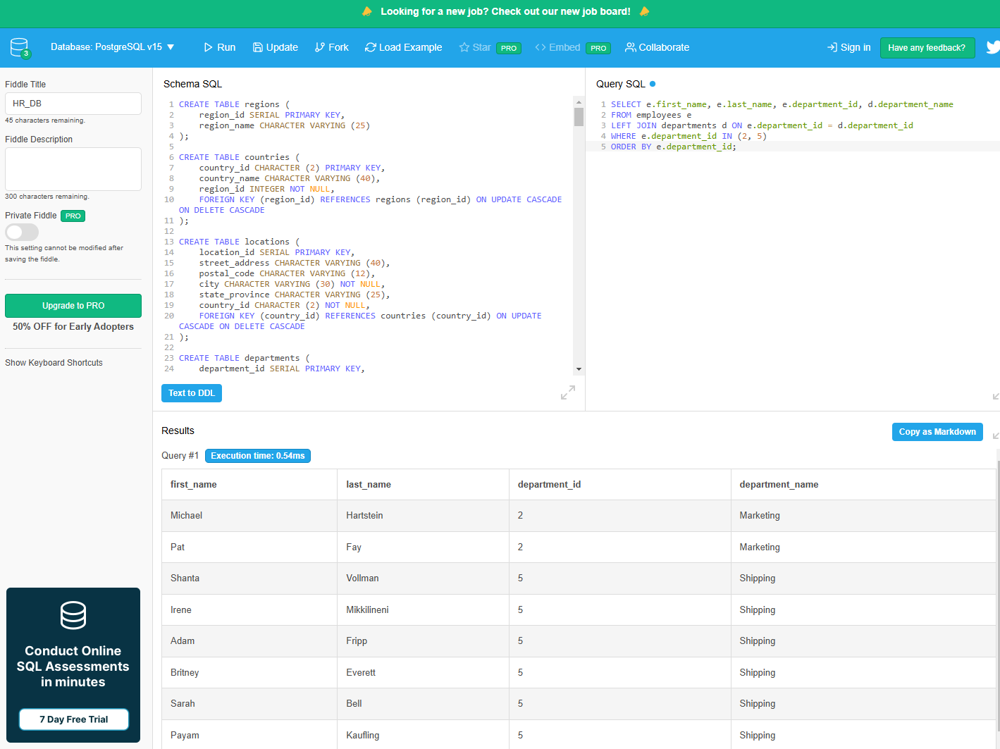 Looking for a new job? Check out our new job board!
3
Database: PostgreSQL v15
Run
Update
Fork
Load Example
Star PRO
Embed PRO
Collaborate
Sign in
Have any feedback?
Fiddle Title
HR_DB
45 characters remaining.
Fiddle Description
300 characters remaining.
Private Fiddle PRO
This setting cannot be modified after
saving the fiddle.
Upgrade to PRO
50% OFF for Early Adopters
Show Keyboard Shortcuts
Conduct Online
SQL Assessments
in minutes
7 Day Free Trial
Schema SQL
1 CREATE TABLE regions (
2 region_id SERIAL PRIMARY KEY,
3 region_name CHARACTER VARYING (25)
4 );
5
6 CREATE TABLE countries (
7 country_id CHARACTER (2) PRIMARY KEY,
8 country_name CHARACTER VARYING (40),
9 region_id INTEGER NOT NULL,
10 FOREIGN KEY (region_id) REFERENCES regions (region_id) ON UPDATE CASCADE
ON DELETE CASCADE
11 );
12
13 CREATE TABLE locations (
14 location_id SERIAL PRIMARY KEY,
15 street_address CHARACTER VARYING (40),
16 postal_code CHARACTER VARYING (12),
17 city CHARACTER VARYING (30) NOT NULL,
18 state_province CHARACTER VARYING (25),
19 country_id CHARACTER (2) NOT NULL,
20 FOREIGN KEY (country_id) REFERENCES countries (country_id) ON UPDATE
CASCADE ON DELETE CASCADE
21 );
22
23 CREATE TABLE departments (
24 department_id SERIAL PRIMARY KEY,
Text to DDL
Query SQL
1 SELECT e.first_name, e.last_name, e.department_id, d.department_name
2 FROM employees e
3 LEFT JOIN departments d ON e.department_id = d.department_id
4 WHERE e.department_id IN (2, 5)
5 ORDER BY e.department_id;
Results
Copy as Markdown
Query #1 Execution time: 0.54ms
first_name last_name department_id department_name
Michael Hartstein 2 Marketing
Pat Fay 2 Marketing
Shanta Vollman 5 Shipping
Irene Mikkilineni 5 Shipping
Adam Fripp 5 Shipping
Britney Everett 5 Shipping
Sarah Bell 5 Shipping
Payam Kaufling 5 Shipping